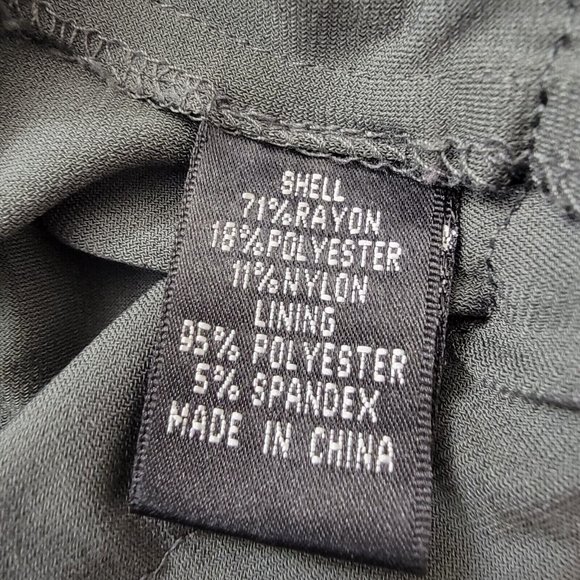 SHELL
71% RAYON
18% POLYESTER
11% NYLON
LINING
95% POLYESTER
5% SPANDEX
MADE IN CHINA